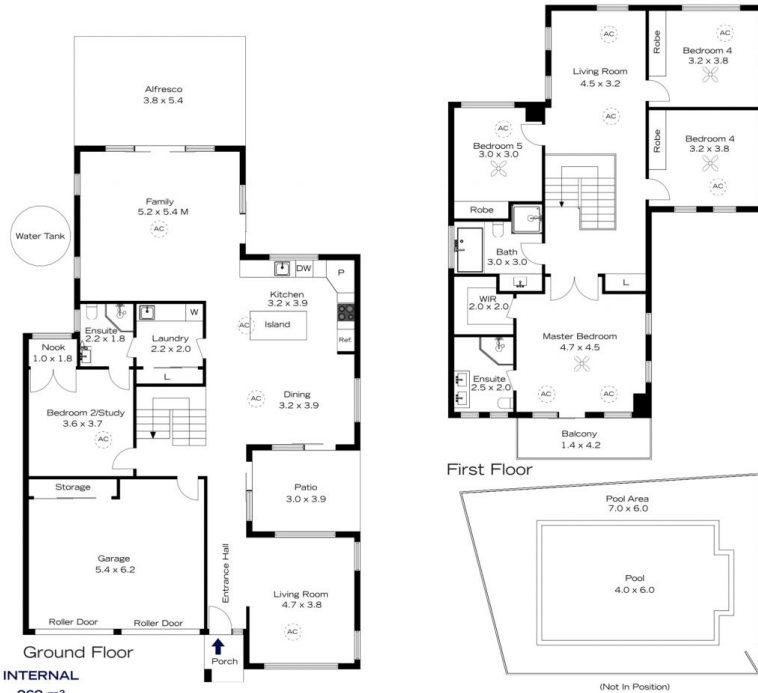 Alfresco
3.8 x 5.4
Family
5.2 x 5.4 M
AC
Water Tank
DW
P
Kitchen
3.2 x 3.9
AC
Island
Ref.
Ensuite
2.2 x 1.8
W
Laundry
2.2 x 2.0
L
Nook
1.0 x 1.8
Dining
3.2 x 3.9
AC
Bedroom 2/Study
3.6 x 3.7
AC
Storage
Patio
3.0 x 3.9
Garage
5.4 x 6.2
Entrance Hall
Living Room
4.7 x 3.8
AC
Roller Door
Roller Door
Porch
Ground Floor
INTERNAL
AC
Living Room
4.5 x 3.2
AC
Robe
AC
Bedroom 4
3.2 x 3.8
Robe
Bedroom 4
3.2 x 3.8
AC
AC
Bedroom 5
3.0 x 3.0
Robe
Bath
3.0 x 3.0
L
WIR
2.0 x 2.0
Master Bedroom
4.7 x 4.5
AC
AC
Ensuite
2.5 x 2.0
Balcony
1.4 x 4.2
First Floor
Pool Area
7.0 x 6.0
Pool
4.0 x 6.0
(Not In Position)